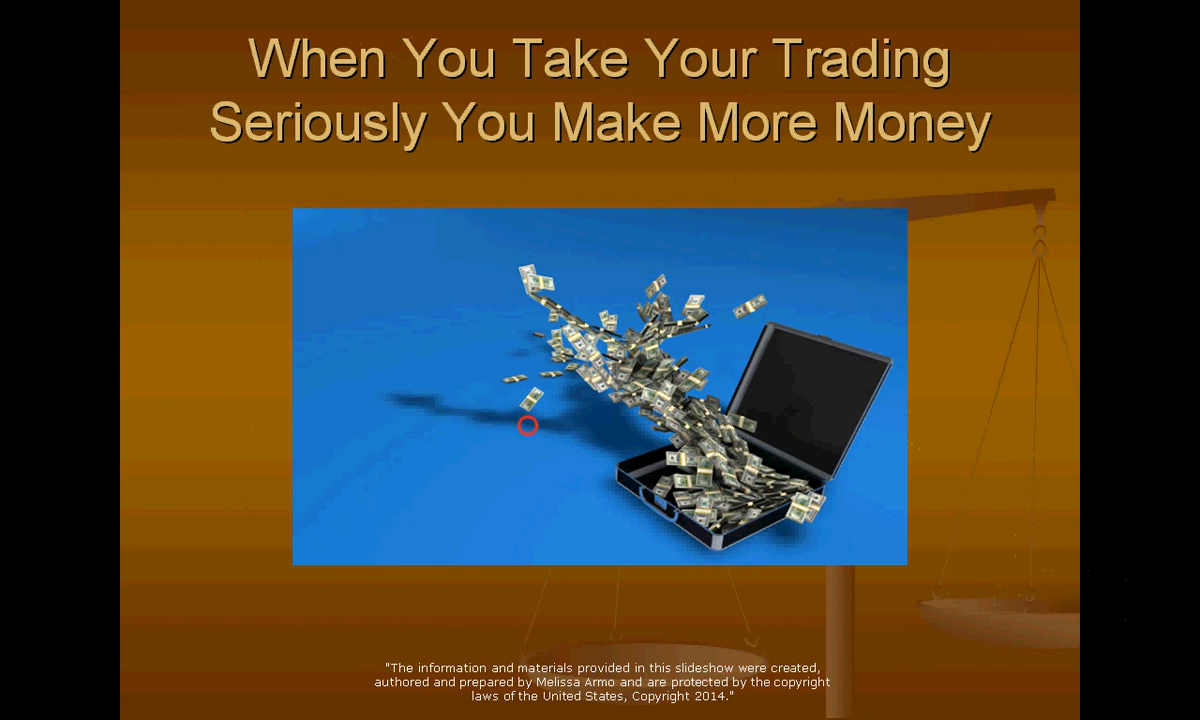 When You Take Your Trading
Seriously You Make More Money
"The information and materials provided in this slideshow were created,
authored and prepared by Melissa Armo and are protected by the copyright
laws of the United States, Copyright 2014."